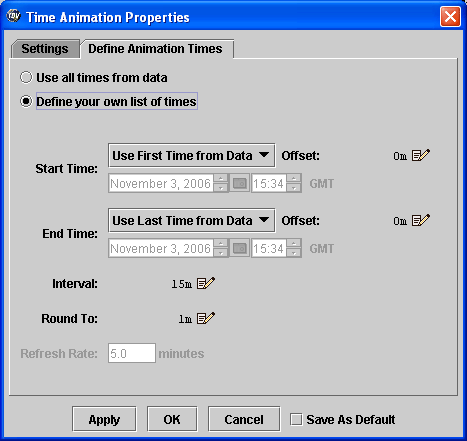 IDV Time Animation Properties
Settings Define Animation Times
Use all times from data
Define your own list of times
Start Time: Use First Time from Data Offset: 0m
November 3, 2006 15:34 GMT
End Time: Use Last Time from Data Offset: 0m
November 3, 2006 15:34 GMT
Interval: 15m
Round To: 1m
Refresh Rate: 5.0 minutes
Apply OK Cancel Save As Default